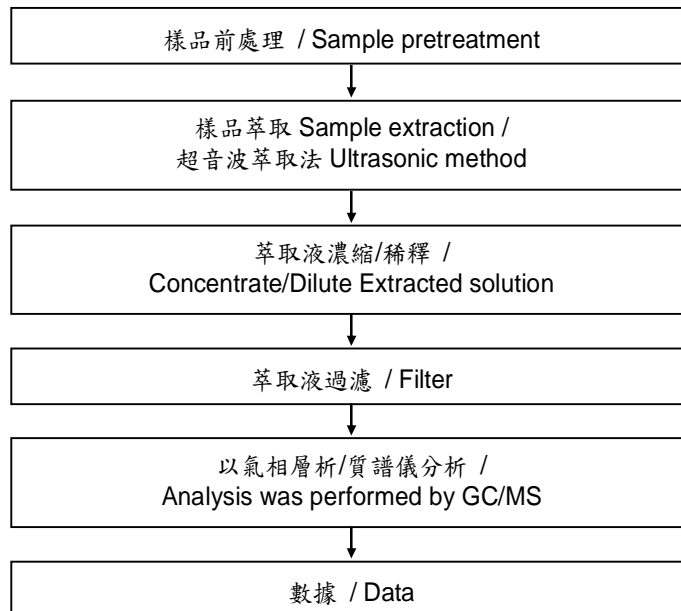 樣品前處理 / Sample pretreatment
樣品萃取 Sample extraction /
超音波萃取法 Ultrasonic method
萃取液濃縮/稀釋 /
Concentrate/Dilute Extracted solution
萃取液過濾 / Filter
以氣相層析/質譜儀分析 /
Analysis was performed by GC/MS
數據 / Data